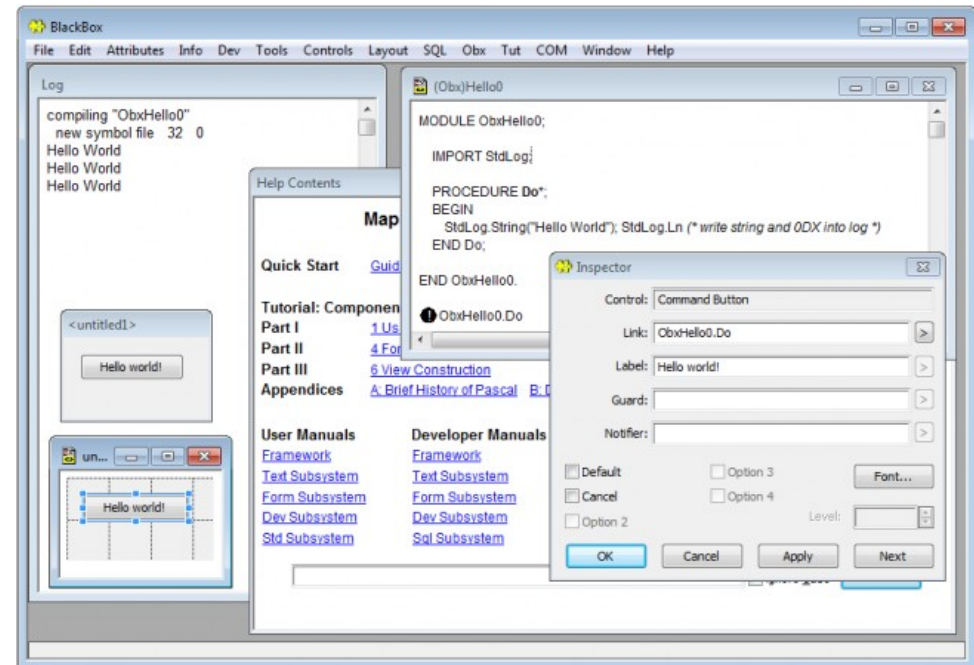 BlackBox
File Edit Attributes Info Dev Tools Controls Layout SQL Obx Tut COM Window Help
Log
compiling "ObxHello0"
new symbol file 32 0
Hello World
Hello World
Hello World
(Obx)Hello0
MODULE ObxHello0;
IMPORT StdLog;
PROCEDURE Do*;
BEGIN
StdLog.String("Hello World"); StdLog.Ln (* write string and 0DX into log *)
END Do;
END ObxHello0.
ObxHello0.Do
Help Contents
Map
Quick Start Guid
Tutorial: Componen
Part I 1 Us
Part II 4 For
Part III 6 View Construction
Appendices A: Brief History of Pascal B: D
User Manuals Developer Manuals
Framework Framework
Text Subsystem Text Subsystem
Form Subsystem Form Subsystem
Dev Subsystem Dev Subsystem
Std Subsystem Sql Subsystem
<untitled1>
Hello world!
un...
Hello world!
Inspector
Control: Command Button
Link: ObxHello0.Do >
Label: Hello world! >
Guard: >
Notifier: >
Default Option 3 Font...
Cancel Option 4
Option 2 Level:
OK Cancel Apply Next